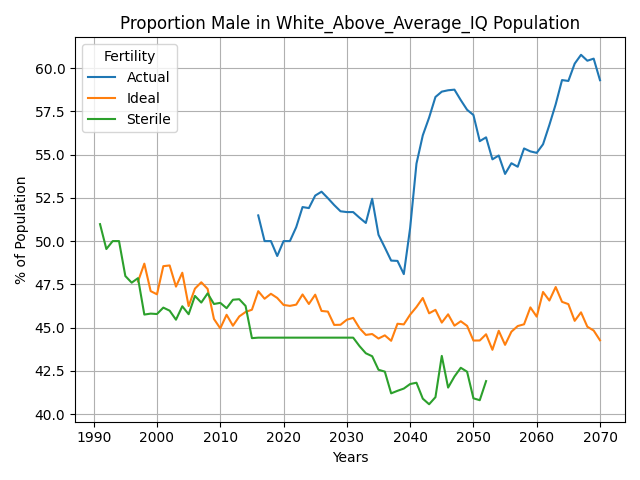 Proportion Male in White_Above_Average_IQ Population
Fertility
Actual
Ideal
Sterile
% of Population
60.0
57.5
55.0
52.5
50.0
47.5
45.0
42.5
40.0
1990 2000 2010 2020 2030 2040 2050 2060 2070
Years